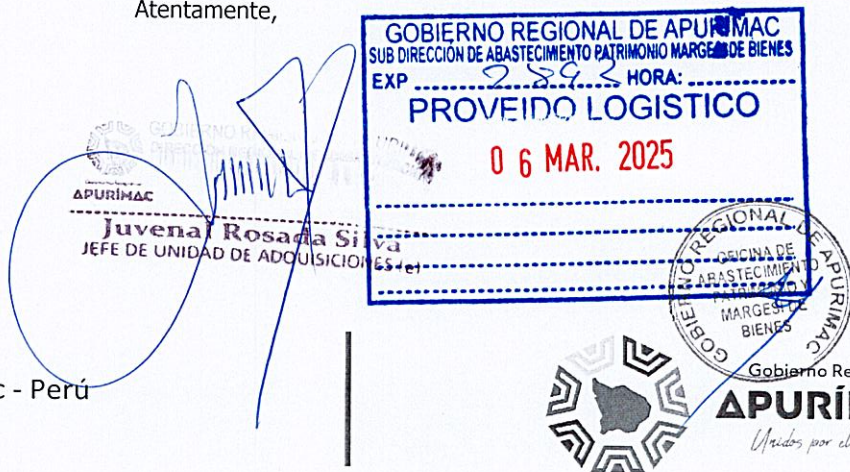 Atentamente,
GOBIERNO REGIONAL DE APURIMAC
SUB DIRECCIÓN DE ABASTECIMIENTO PATRIMONIO MARGESI DE BIENES
EXP ........ 2892 ........ HORA: ........
PROVEIDO LOGISTICO
06 MAR. 2025
GOBIERNO R
APURÍMAC
Juvenal Rosada Silva
JEFE DE UNIDAD DE ADQUISICIONES (e)
GOBIERNO REGIONAL DE APURIMAC
OFICINA DE
ABASTECIMIENTO
PATRIMONIO Y
MARGESI DE
BIENES
c - Perú
Gobierno Re
APURÍ
Unidos por el